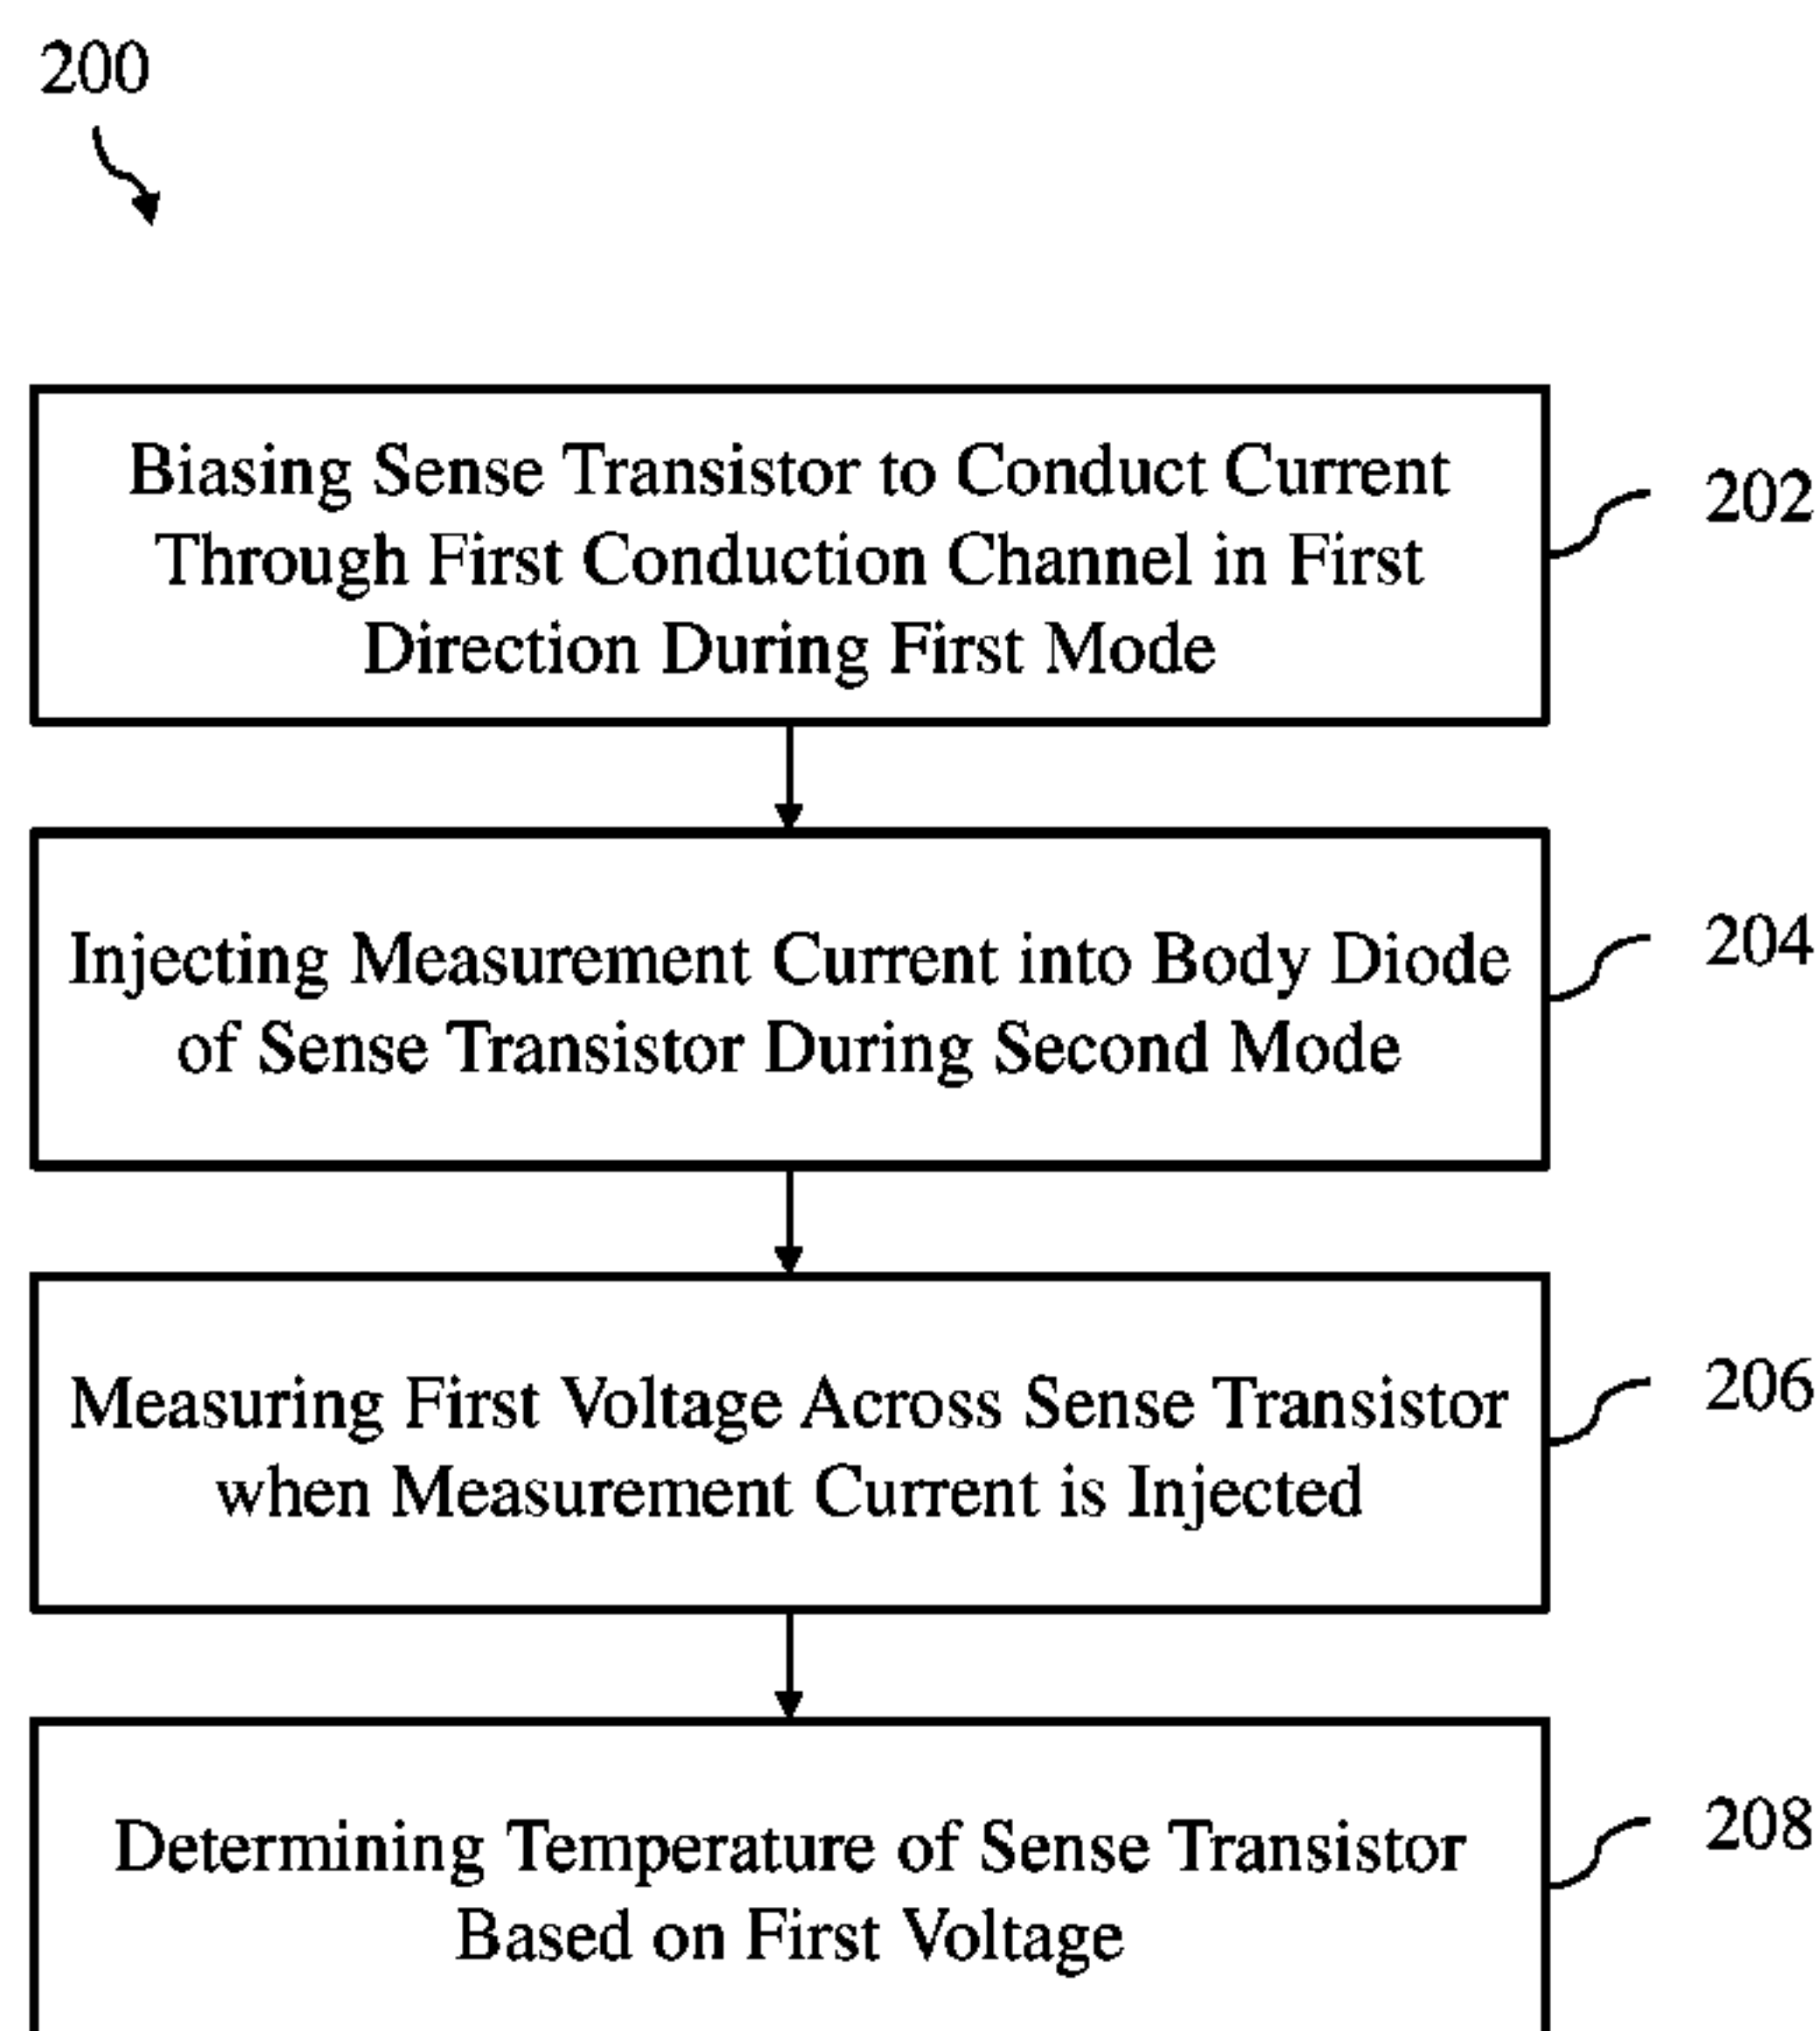 200
Biasing Sense Transistor to Conduct Current
Through First Conduction Channel in First
Direction During First Mode
202
Injecting Measurement Current into Body Diode
of Sense Transistor During Second Mode
204
Measuring First Voltage Across Sense Transistor
when Measurement Current is Injected
206
Determining Temperature of Sense Transistor
Based on First Voltage
208